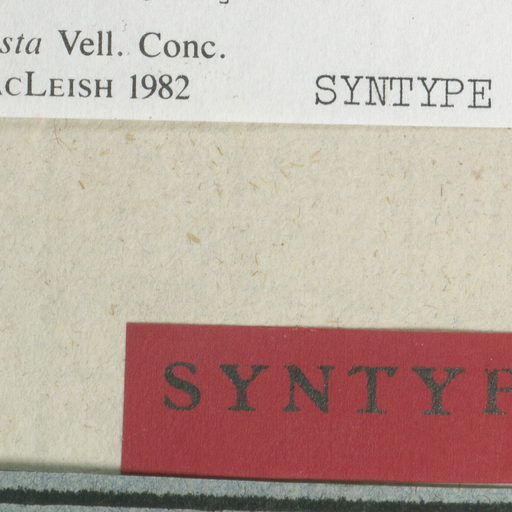 sta Vell. Conc.
cLEISH 1982 SYNTYPE
SYNTYP